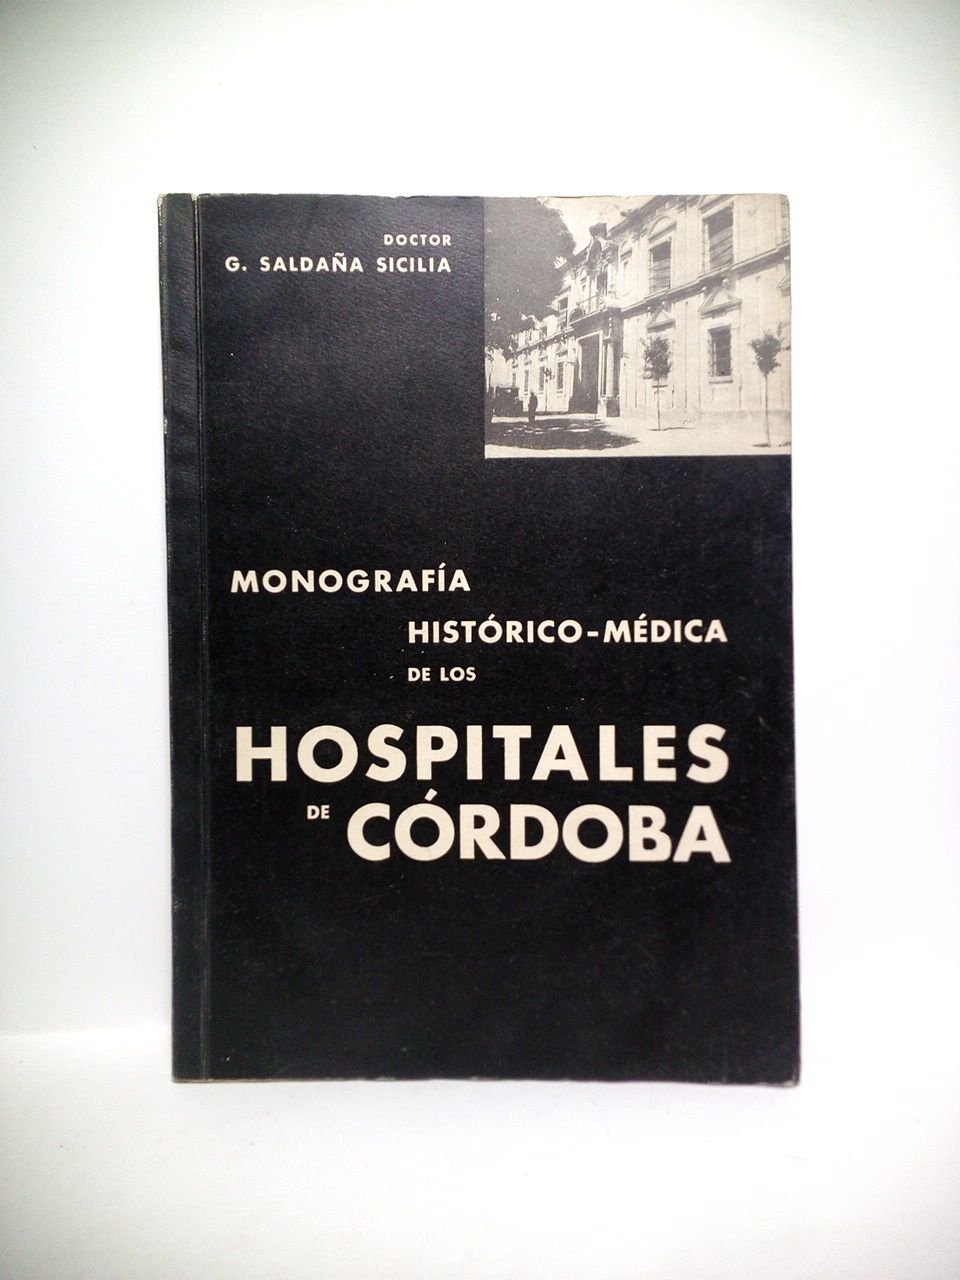 DOCTOR
G. SALDAÑA SICILIA
MONOGRAFÍA
HISTÓRICO-MÉDICA
DE LOS
HOSPITALES
DE CÓRDOBA